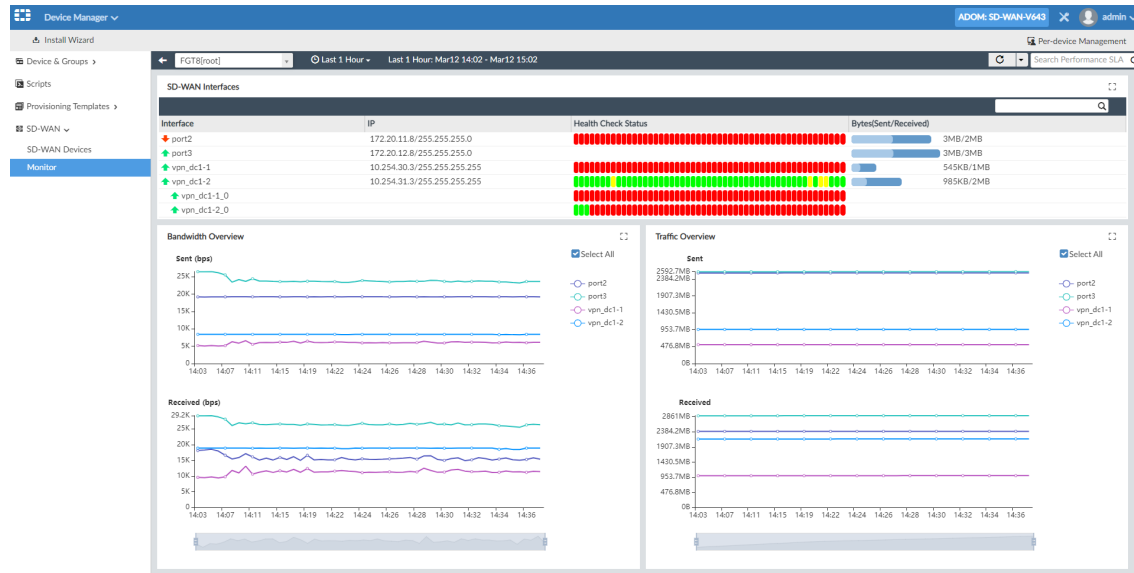 Device Manager
ADOM: SD-WAN-V643
admin
Install Wizard
Per-device Management
Device & Groups
FGT8[root]
Last 1 Hour
Last 1 Hour: Mar12 14:02 - Mar12 15:02
Search Performance SLA
Scripts
Provisioning Templates
SD-WAN
SD-WAN Devices
Monitor
SD-WAN Interfaces
Interface IP Health Check Status Bytes(Sent/Received)
port2 172.20.11.8/255.255.255.0 3MB/2MB
port3 172.20.12.8/255.255.255.0 3MB/3MB
vpn_dc1-1 10.254.30.3/255.255.255.255 545KB/1MB
vpn_dc1-2 10.254.31.3/255.255.255.255 985KB/2MB
vpn_dc1-1_0
vpn_dc1-2_0
Bandwidth Overview
Select All
Sent (bps)
25K
20K
15K
10K
5K
0
14:03 14:07 14:11 14:15 14:19 14:22 14:24 14:26 14:28 14:30 14:32 14:34 14:36
port2
port3
vpn_dc1-1
vpn_dc1-2
Received (bps)
29.2K
25K
20K
15K
10K
5K
0
14:03 14:07 14:11 14:15 14:19 14:22 14:24 14:26 14:28 14:30 14:32 14:34 14:36
Traffic Overview
Select All
Sent
2592.7MB
2384.2MB
1907.3MB
1430.5MB
953.7MB
476.8MB
0B
14:03 14:07 14:11 14:15 14:19 14:22 14:24 14:26 14:28 14:30 14:32 14:34 14:36
port2
port3
vpn_dc1-1
vpn_dc1-2
Received
2861MB
2384.2MB
1907.3MB
1430.5MB
953.7MB
476.8MB
0B
14:03 14:07 14:11 14:15 14:19 14:22 14:24 14:26 14:28 14:30 14:32 14:34 14:36